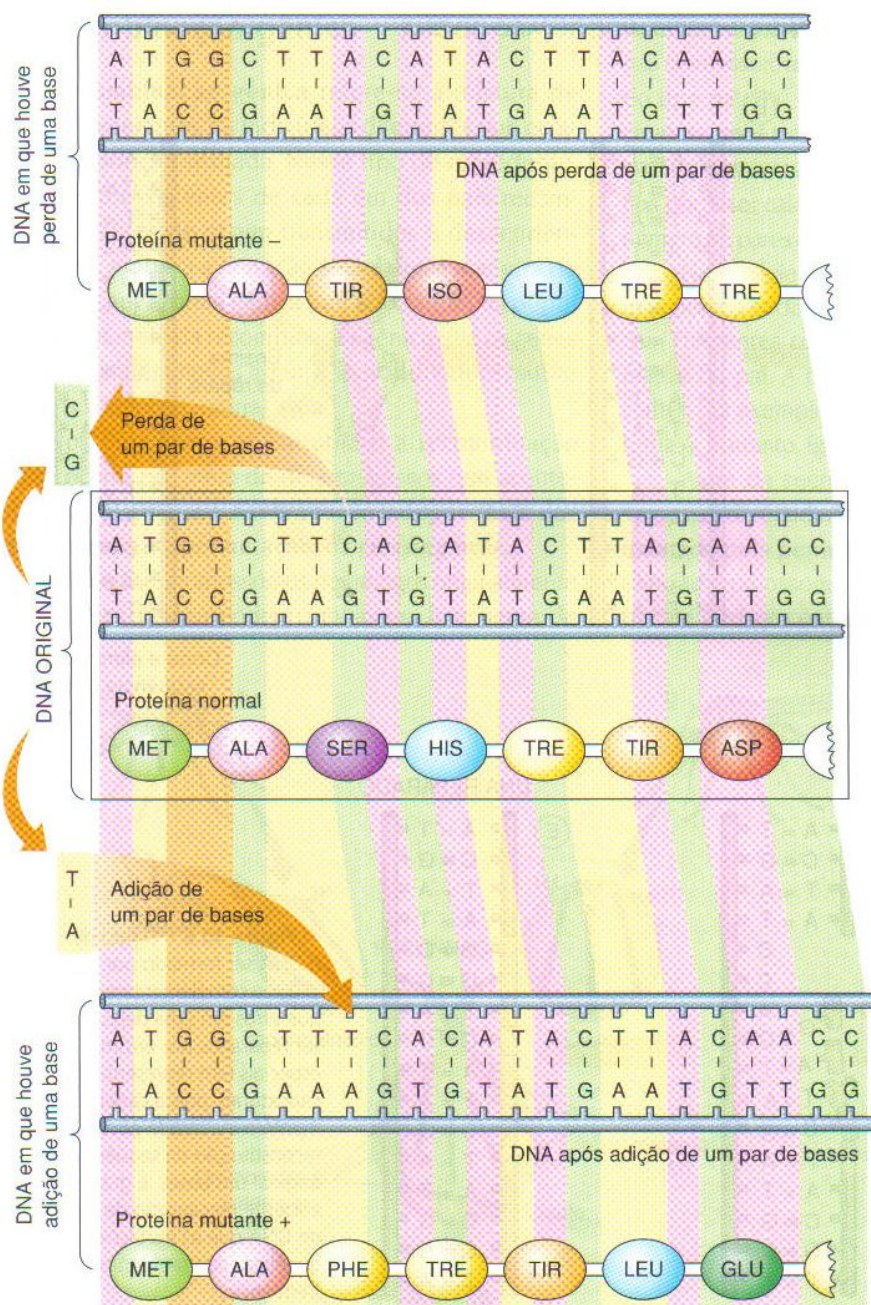 DNA em que houve
perda de uma base
A T G G C T T A C A T A C T T A C A A C C
T A C C G A A T G T A T G A A T G T T G G
DNA após perda de um par de bases
Proteína mutante –
MET ALA TIR ISO LEU TRE TRE
C
G
Perda de
um par de bases
DNA ORIGINAL
A T G G C T T C A C A T A C T T A C A A C C
T A C C G A A G T G T A T G A A T G T T G G
Proteína normal
MET ALA SER HIS TRE TIR ASP
T
A
Adição de
um par de bases
DNA em que houve
adição de uma base
A T G G C T T T C A C A T A C T T A C A A C C
T A C C G A A A G T G T A T G A A T G T T G G
DNA após adição de um par de bases
Proteína mutante +
MET ALA PHE TRE TIR LEU GLU